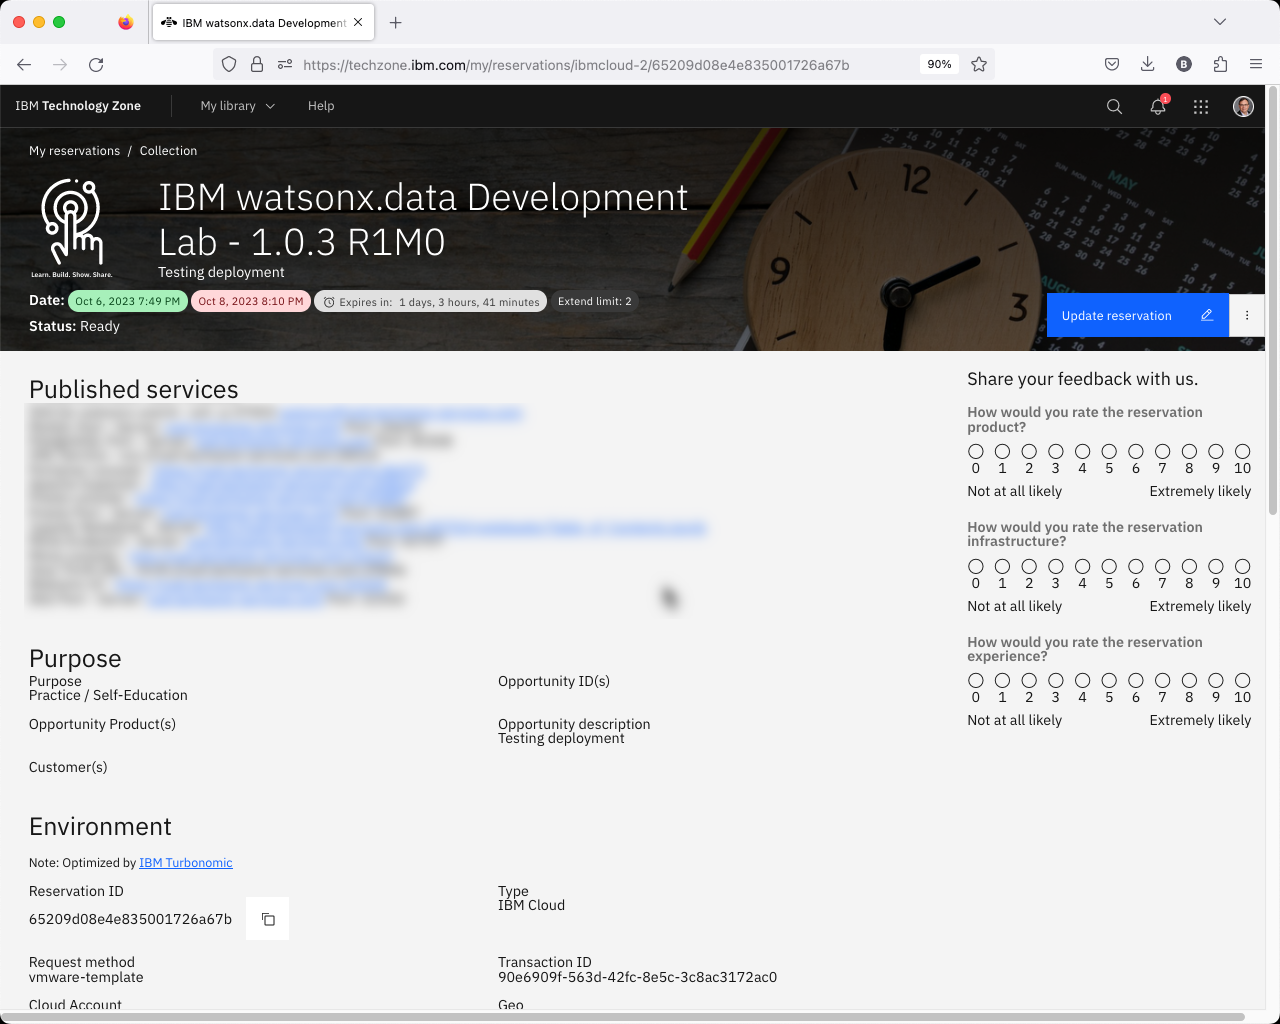 IBM watsonx.data Development
https://techzone.ibm.com/my/reservations/ibmcloud-2/65209d08e4e835001726a67b
90%
B
IBM Technology Zone
My library
Help
1
My reservations / Collection
Learn. Build. Show. Share.
IBM watsonx.data Development
Lab - 1.0.3 R1M0
Testing deployment
Date: Oct 6, 2023 7:49 PM Oct 8, 2023 8:10 PM Expires in: 1 days, 3 hours, 41 minutes Extend limit: 2
Status: Ready
12
9
3
MAY
Update reservation
Published services
Purpose
Purpose
Practice / Self-Education
Opportunity ID(s)
Opportunity Product(s)
Opportunity description
Testing deployment
Customer(s)
Environment
Note: Optimized by IBM Turbonomic
Reservation ID
65209d08e4e835001726a67b
Type
IBM Cloud
Request method
vmware-template
Transaction ID
90e6909f-563d-42fc-8e5c-3c8ac3172ac0
Cloud Account
Geo
Share your feedback with us.
How would you rate the reservation
product?
0 1 2 3 4 5 6 7 8 9 10
Not at all likely Extremely likely
How would you rate the reservation
infrastructure?
0 1 2 3 4 5 6 7 8 9 10
Not at all likely Extremely likely
How would you rate the reservation
experience?
0 1 2 3 4 5 6 7 8 9 10
Not at all likely Extremely likely